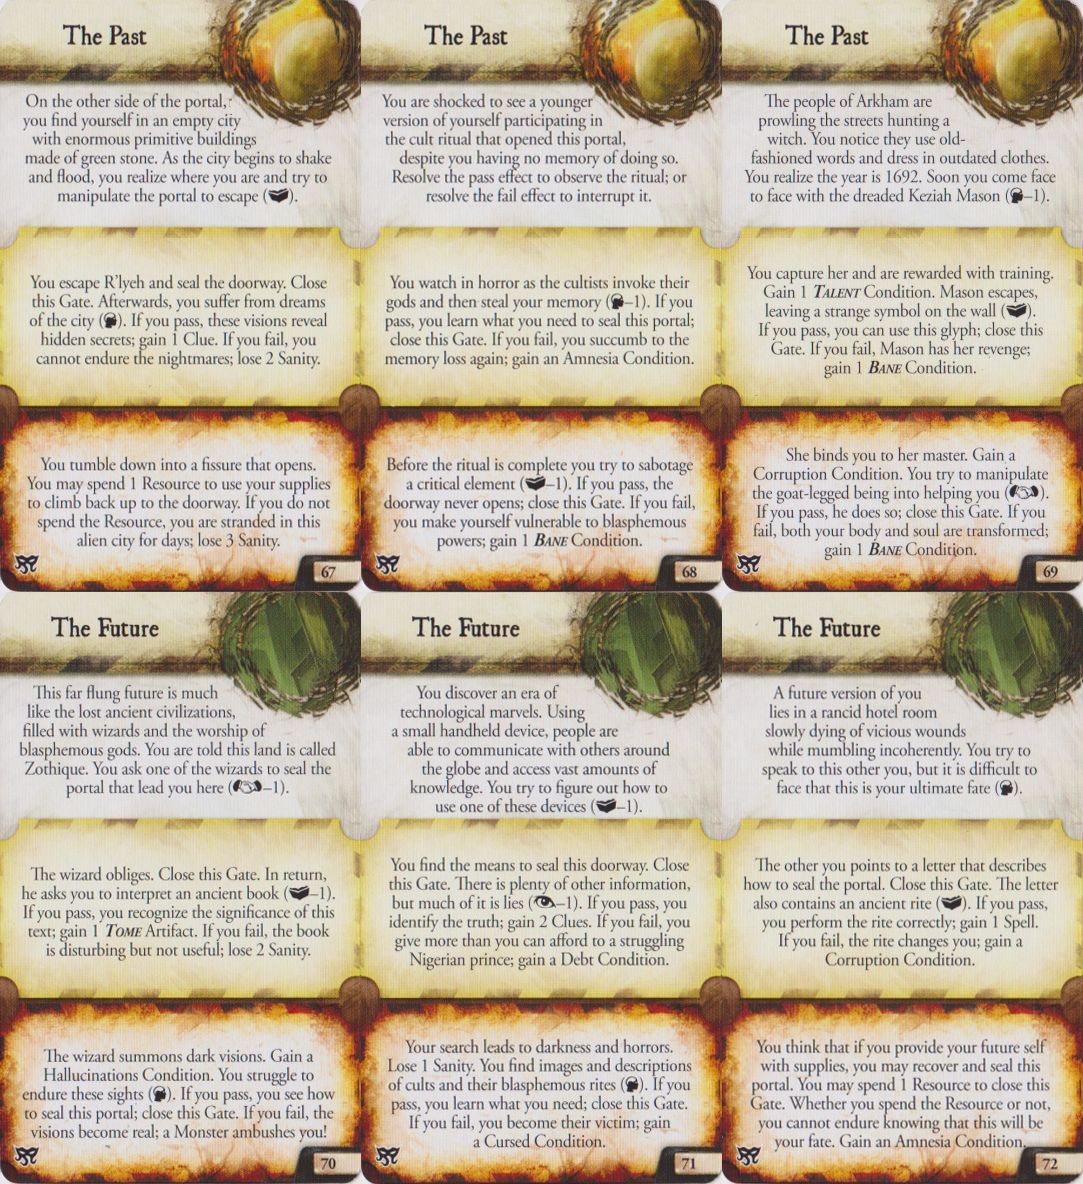 The Past
On the other side of the portal,
you find yourself in an empty city
with enormous primitive buildings
made of green stone. As the city begins to shake
and flood, you realize where you are and try to
manipulate the portal to escape ( ).
You escape R'lyeh and seal the doorway. Close
this Gate. Afterwards, you suffer from dreams
of the city ( ). If you pass, these visions reveal
hidden secrets; gain 1 Clue. If you fail, you
cannot endure the nightmares; lose 2 Sanity.
You tumble down into a fissure that opens.
You may spend 1 Resource to use your supplies
to climb back up to the doorway. If you do not
spend the Resource, you are stranded in this
alien city for days; lose 3 Sanity.
67
The Past
You are shocked to see a younger
version of yourself participating in
the cult ritual that opened this portal,
despite you having no memory of doing so.
Resolve the pass effect to observe the ritual; or
resolve the fail effect to interrupt it.
You watch in horror as the cultists invoke their
gods and then steal your memory ( –1). If you
pass, you learn what you need to seal this portal;
close this Gate. If you fail, you succumb to the
memory loss again; gain an Amnesia Condition.
Before the ritual is complete you try to sabotage
a critical element ( –1). If you pass, the
doorway never opens; close this Gate. If you fail,
you make yourself vulnerable to blasphemous
powers; gain 1 BANE Condition.
68
The Past
The people of Arkham are
prowling the streets hunting a
witch. You notice they use old-
fashioned words and dress in outdated clothes.
You realize the year is 1692. Soon you come face
to face with the dreaded Keziah Mason ( –1).
You capture her and are rewarded with training.
Gain 1 TALENT Condition. Mason escapes,
leaving a strange symbol on the wall ( ).
If you pass, you can use this glyph; close this
Gate. If you fail, Mason has her revenge;
gain 1 BANE Condition.
She binds you to her master. Gain a
Corruption Condition. You try to manipulate
the goat-legged being into helping you ( ).
If you pass, he does so; close this Gate. If you
fail, both your body and soul are transformed;
gain 1 BANE Condition.
69
The Future
This far flung future is much
like the lost ancient civilizations,
filled with wizards and the worship of
blasphemous gods. You are told this land is called
Zothique. You ask one of the wizards to seal the
portal that lead you here ( –1).
The wizard obliges. Close this Gate. In return,
he asks you to interpret an ancient book ( –1).
If you pass, you recognize the significance of this
text; gain 1 TOME Artifact. If you fail, the book
is disturbing but not useful; lose 2 Sanity.
The wizard summons dark visions. Gain a
Hallucinations Condition. You struggle to
endure these sights ( ). If you pass, you see how
to seal this portal; close this Gate. If you fail, the
visions become real; a Monster ambushes you!
70
The Future
You discover an era of
technological marvels. Using
a small handheld device, people are
able to communicate with others around
the globe and access vast amounts of
knowledge. You try to figure out how to
use one of these devices ( –1).
You find the means to seal this doorway. Close
this Gate. There is plenty of other information,
but much of it is lies ( –1). If you pass, you
identify the truth; gain 2 Clues. If you fail, you
give more than you can afford to a struggling
Nigerian prince; gain a Debt Condition.
Your search leads to darkness and horrors.
Lose 1 Sanity. You find images and descriptions
of cults and their blasphemous rites ( ). If you
pass, you learn what you need; close this Gate.
If you fail, you become their victim; gain
a Cursed Condition.
71
The Future
A future version of you
lies in a rancid hotel room
slowly dying of vicious wounds
while mumbling incoherently. You try to
speak to this other you, but it is difficult to
face that this is your ultimate fate ( ).
The other you points to a letter that describes
how to seal the portal. Close this Gate. The letter
also contains an ancient rite ( ). If you pass,
you perform the rite correctly; gain 1 Spell.
If you fail, the rite changes you; gain a
Corruption Condition.
You think that if you provide your future self
with supplies, you may recover and seal this
portal. You may spend 1 Resource to close this
Gate. Whether you spend the Resource or not,
you cannot endure knowing that this will be
your fate. Gain an Amnesia Condition.
72